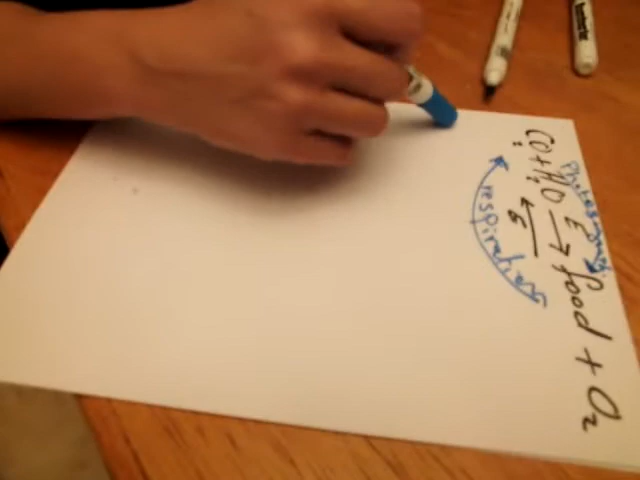 Photosynthesis
CO2 + H2O E→ food + O2
E
respiration